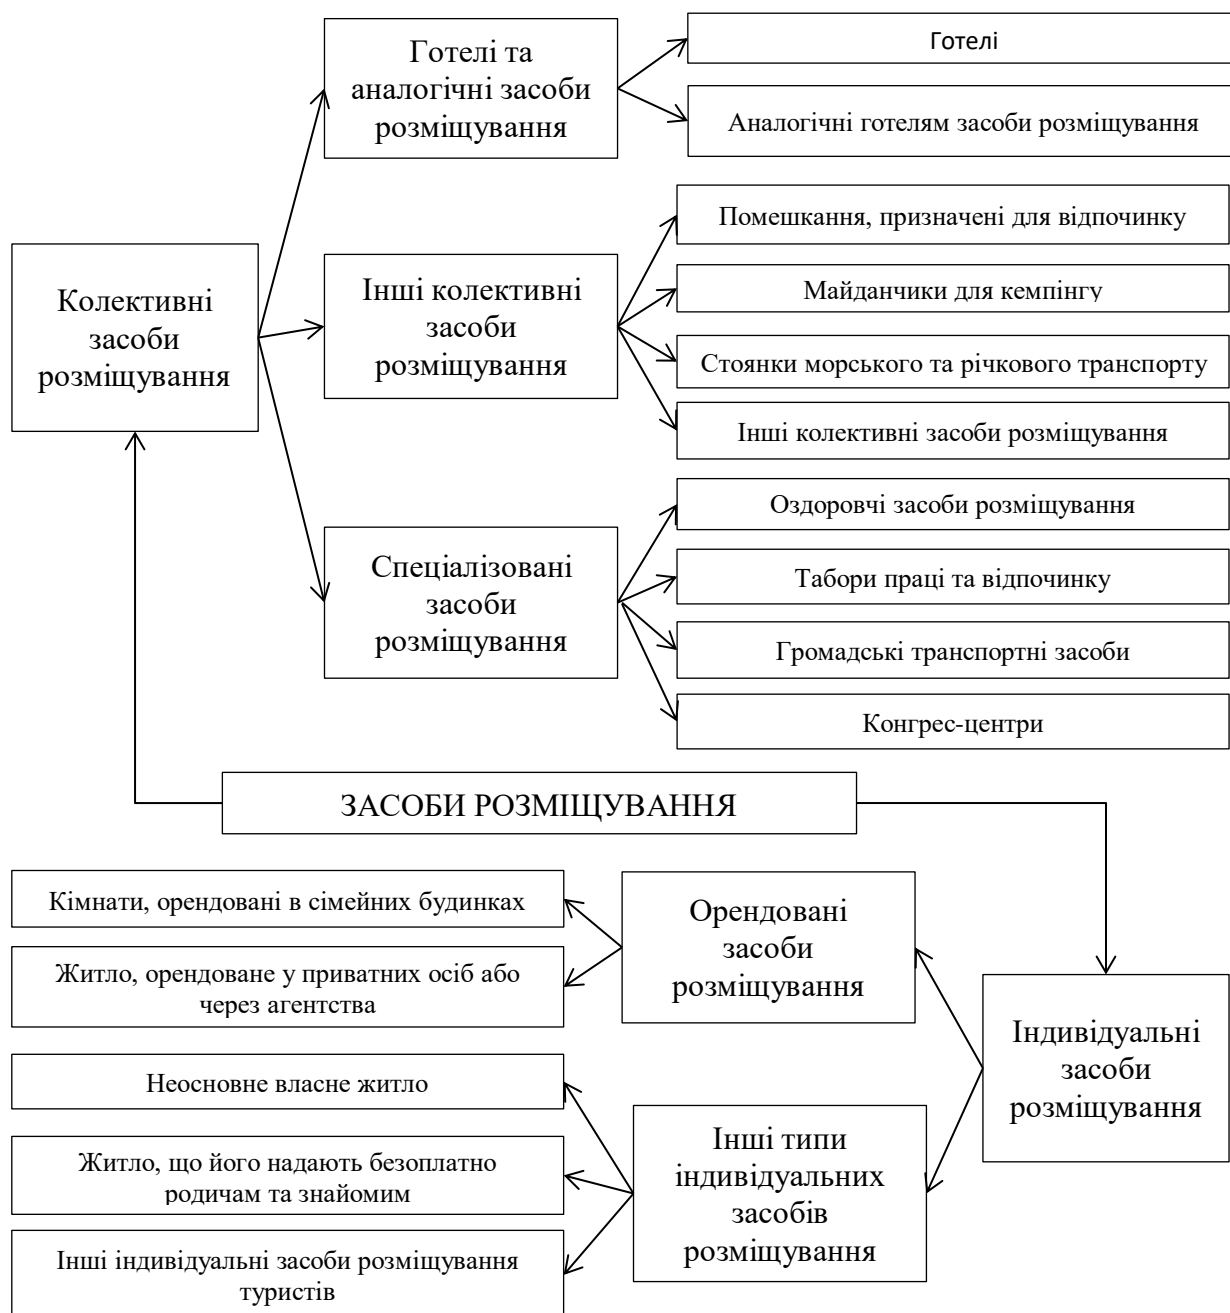 Готелі та
аналогічні засоби
розміщування
Готелі
Аналогічні готелям засоби розміщування
Колективні
засоби
розміщування
Інші колективні
засоби
розміщування
Помешкання, призначені для відпочинку
Майданчики для кемпінгу
Стоянки морського та річкового транспорту
Інші колективні засоби розміщування
Спеціалізовані
засоби
розміщування
Оздоровчі засоби розміщування
Табори праці та відпочинку
Громадські транспортні засоби
Конгрес-центри
ЗАСОБИ РОЗМІЩУВАННЯ
Кімнати, орендовані в сімейних будинках
Житло, орендоване у приватних осіб або
через агентства
Орендовані
засоби
розміщування
Індивідуальні
засоби
розміщування
Неосновне власне житло
Житло, що його надають безоплатно
родичам та знайомим
Інші індивідуальні засоби розміщування
туристів
Інші типи
індивідуальних
засобів
розміщування